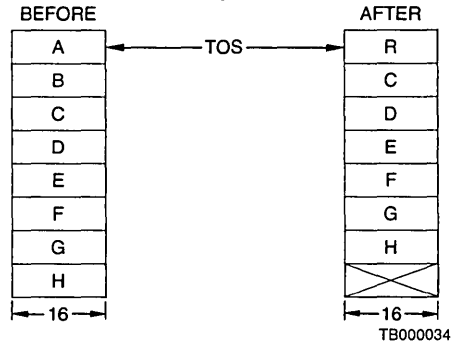 BEFORE AFTER
A TOS R
B C
C D
D E
E F
F G
G H
H
16 16
TB000034